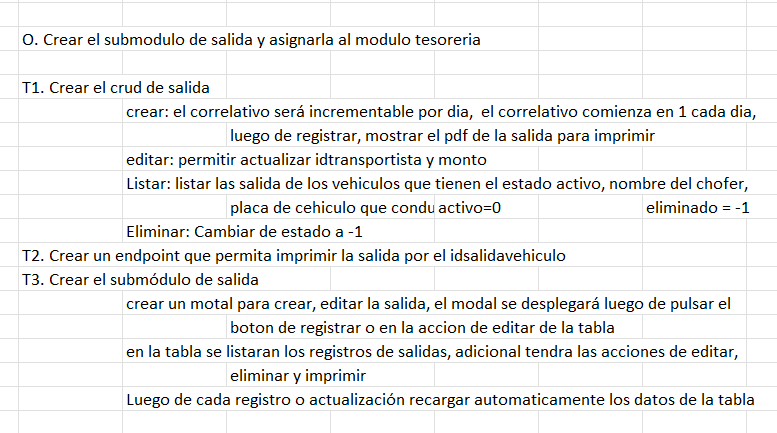 O. Crear el submodulo de salida y asignarla al modulo tesoreria
T1. Crear el crud de salida
crear: el correlativo será incrementable por dia,  el correlativo comienza en 1 cada dia,
luego de registrar, mostrar el pdf de la salida para imprimir
editar: permitir actualizar idtransportista y monto
Listar: listar las salida de los vehiculos que tienen el estado activo, nombre del chofer,
placa de cehiculo que condu activo=0 eliminado = -1
Eliminar: Cambiar de estado a -1
T2. Crear un endpoint que permita imprimir la salida por el idsalidavehiculo
T3. Crear el submódulo de salida
crear un motal para crear, editar la salida, el modal se desplegará luego de pulsar el
boton de registrar o en la accion de editar de la tabla
en la tabla se listaran los registros de salidas, adicional tendra las acciones de editar,
eliminar y imprimir
Luego de cada registro o actualización recargar automaticamente los datos de la tabla